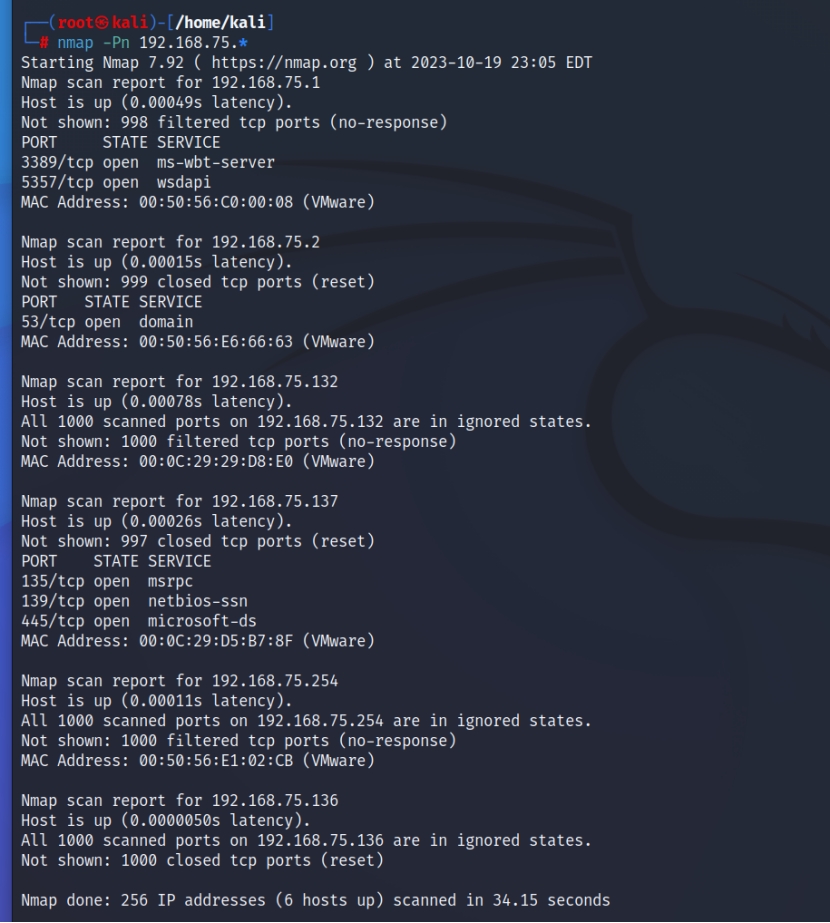 ┌──(root㉿kali)-[/home/kali]
└─# nmap -Pn 192.168.75.*
Starting Nmap 7.92 ( https://nmap.org ) at 2023-10-19 23:05 EDT
Nmap scan report for 192.168.75.1
Host is up (0.00049s latency).
Not shown: 998 filtered tcp ports (no-response)
PORT     STATE SERVICE
3389/tcp open  ms-wbt-server
5357/tcp open  wsdapi
MAC Address: 00:50:56:C0:00:08 (VMware)

Nmap scan report for 192.168.75.2
Host is up (0.00015s latency).
Not shown: 999 closed tcp ports (reset)
PORT   STATE SERVICE
53/tcp open  domain
MAC Address: 00:50:56:E6:66:63 (VMware)

Nmap scan report for 192.168.75.132
Host is up (0.00078s latency).
All 1000 scanned ports on 192.168.75.132 are in ignored states.
Not shown: 1000 filtered tcp ports (no-response)
MAC Address: 00:0C:29:29:D8:E0 (VMware)

Nmap scan report for 192.168.75.137
Host is up (0.00026s latency).
Not shown: 997 closed tcp ports (reset)
PORT    STATE SERVICE
135/tcp open  msrpc
139/tcp open  netbios-ssn
445/tcp open  microsoft-ds
MAC Address: 00:0C:29:D5:B7:8F (VMware)

Nmap scan report for 192.168.75.254
Host is up (0.00011s latency).
All 1000 scanned ports on 192.168.75.254 are in ignored states.
Not shown: 1000 filtered tcp ports (no-response)
MAC Address: 00:50:56:E1:02:CB (VMware)

Nmap scan report for 192.168.75.136
Host is up (0.0000050s latency).
All 1000 scanned ports on 192.168.75.136 are in ignored states.
Not shown: 1000 closed tcp ports (reset)

Nmap done: 256 IP addresses (6 hosts up) scanned in 34.15 seconds